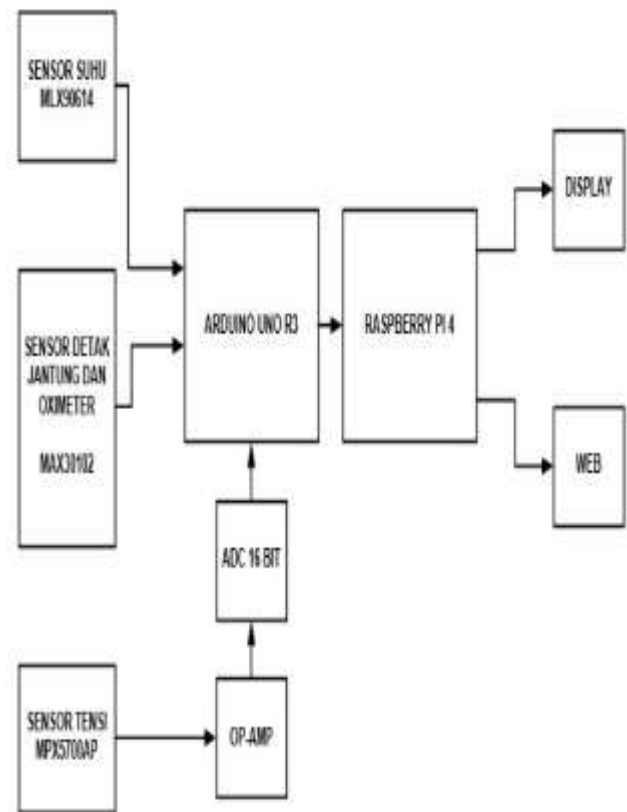 SENSOR SUHU
MLX90614
SENSOR DETAK
JANTUNG DAN
OXIMETER
MAX30102
SENSOR TENSI
MPX5700AP
ARDUINO UNO R3
ADC 16 BIT
OP-AMP
RASPBERRY PI 4
DISPLAY
WEB